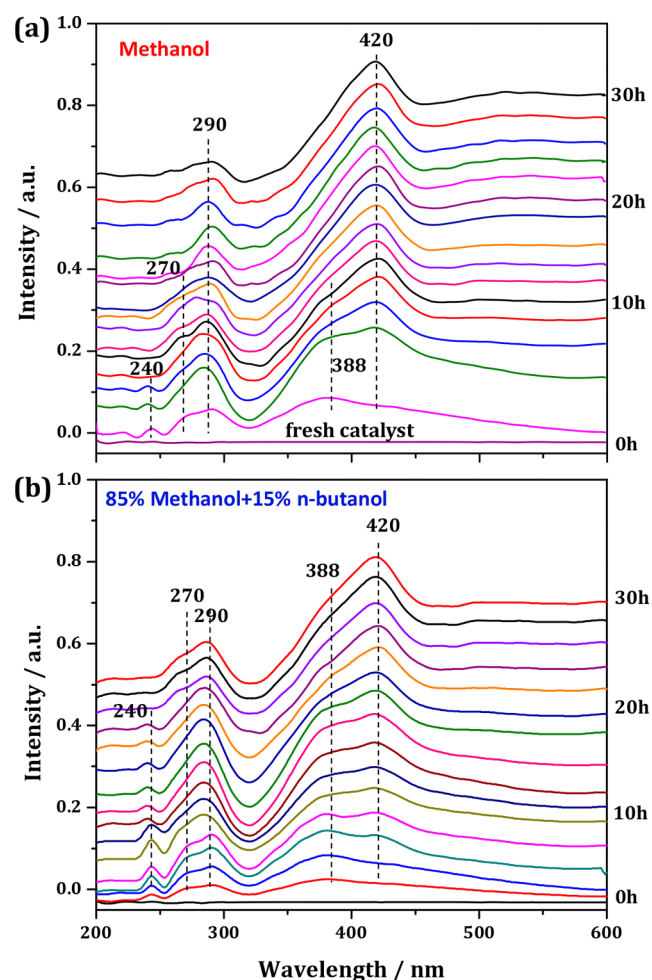 (a)
Methanol
1.0
0.8
0.6
0.4
0.2
0.0
Intensity / a.u.
420
290
270
240
388
fresh catalyst
30h
20h
10h
0h
(b)
85% Methanol+15% n-butanol
1.0
0.8
0.6
0.4
0.2
0.0
Intensity / a.u.
420
388
270
290
240
30h
20h
10h
0h
200
300
400
500
600
Wavelength / nm